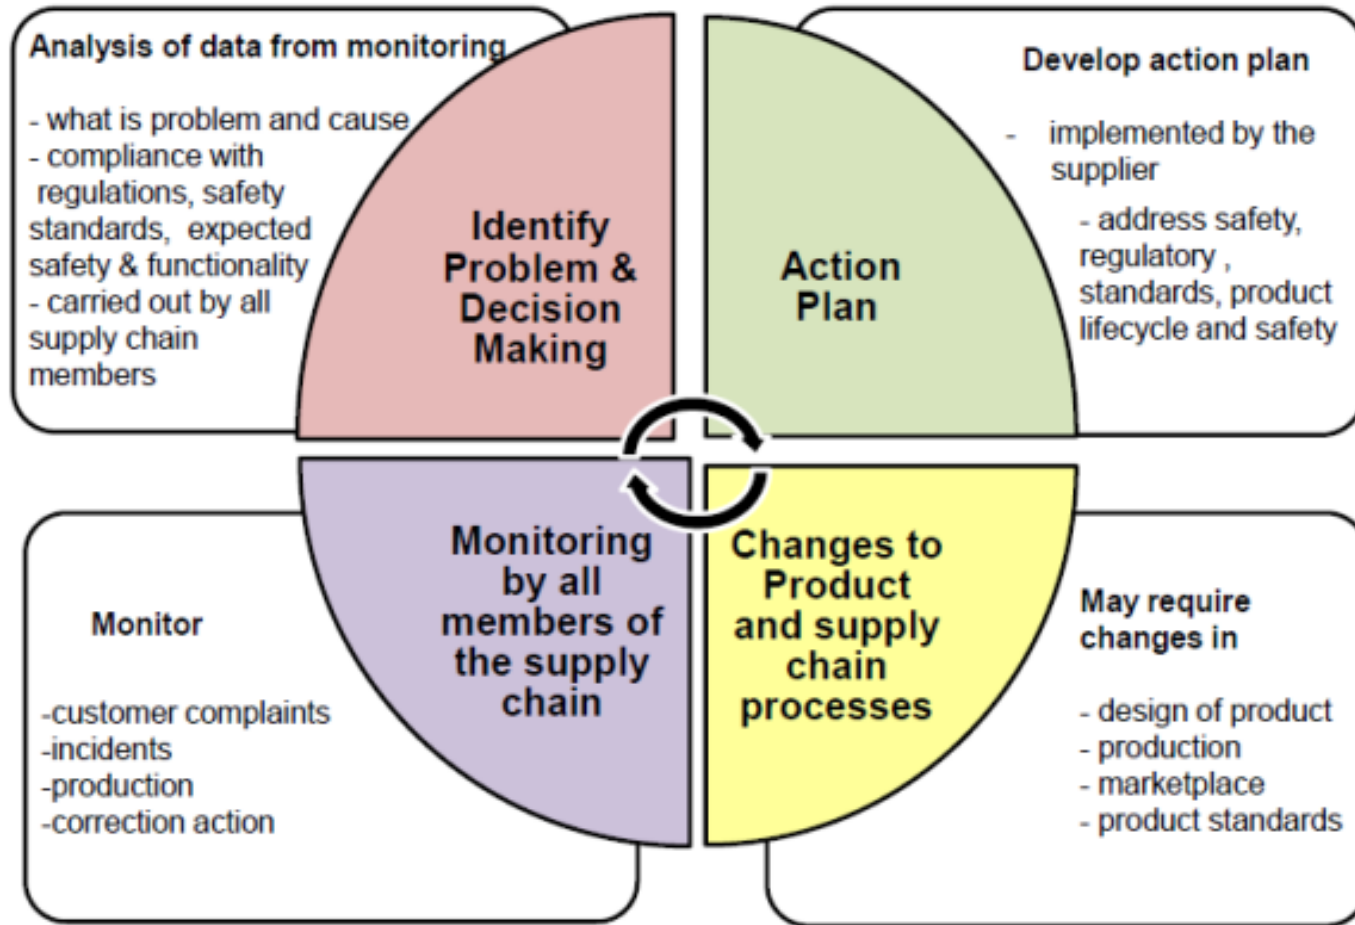 Analysis of data from monitoring
- what is problem and cause
- compliance with
regulations, safety
standards, expected
safety & functionality
- carried out by all
supply chain
members
Identify
Problem &
Decision
Making
Action
Plan
Develop action plan
- implemented by the
supplier
- address safety,
regulatory ,
standards, product
lifecycle and safety
Monitor
-customer complaints
-incidents
-production
-correction action
Monitoring
by all
members of
the supply
chain
Changes to
Product
and supply
chain
processes
May require
changes in
- design of product
- production
- marketplace
- product standards